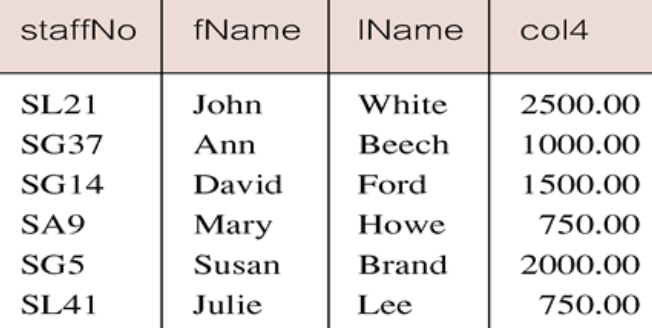 staffNo fName lName col4
SL21 John White 2500.00
SG37 Ann Beech 1000.00
SG14 David Ford 1500.00
SA9 Mary Howe 750.00
SG5 Susan Brand 2000.00
SL41 Julie Lee 750.00